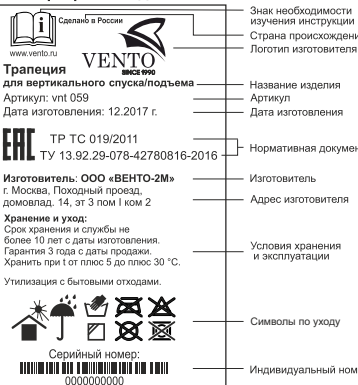 Сделано в России
i
www.vento.ru
VENTO
SINCE 1990
Трапеция
для вертикального спуска/подъема
Артикул: vnt 059
Дата изготовления: 12.2017 г.
ЕАС
ТР ТС 019/2011
ТУ 13.92.29-078-42780816-2016
Изготовитель: ООО «ВЕНТО-2М»
г. Москва, Походный проезд,
домовлад. 14, эт 3 пом I ком 2
Хранение и уход:
Срок хранения и службы не
более 10 лет с даты изготовления.
Гарантия 3 года с даты продажи.
Хранить при t от плюс 5 до плюс 30 °С.
Утилизация с бытовыми отходами.
Серийный номер:
0000000000
Знак необходимости
изучения инструкции
Страна происхождени
Логотип изготовителя
Название изделия
Артикул
Дата изготовления
Нормативная докумен
Изготовитель
Адрес изготовителя
Условия хранения
и эксплуатации
Символы по уходу
Индивидуальный ном